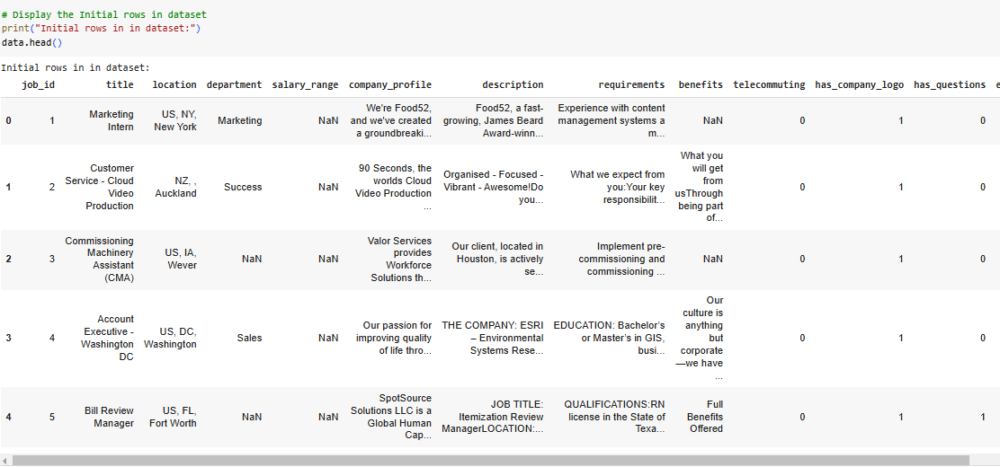 # Display the Initial rows in dataset
print("Initial rows in in dataset:")
data.head()
Initial rows in in dataset:
job_id title location department salary_range company_profile description requirements benefits telecommuting has_company_logo has_questions e
0 1 Marketing Intern US, NY, New York Marketing NaN We're Food52, and we've created a groundbreaki... Food52, a fast-growing, James Beard Award-winn... Experience with content management systems a m... NaN 0 1 0
1 2 Customer Service - Cloud Video Production NZ, , Auckland Success NaN 90 Seconds, the worlds Cloud Video Production ... Organised - Focused - Vibrant - Awesome!Do you... What we expect from you:Your key responsibilit... What you will get from usThrough being part of... 0 1 0
2 3 Commissioning Machinery Assistant (CMA) US, IA, Wever NaN NaN Valor Services provides Workforce Solutions th... Our client, located in Houston, is actively se... Implement pre-commissioning and commissioning ... NaN 0 1 0
3 4 Account Executive - Washington DC US, DC, Washington Sales NaN Our passion for improving quality of life thro... THE COMPANY: ESRI – Environmental Systems Rese... EDUCATION: Bachelor's or Master's in GIS, busi... Our culture is anything but corporate—we have ... 0 1 0
4 5 Bill Review Manager US, FL, Fort Worth NaN NaN SpotSource Solutions LLC is a Global Human Cap... JOB TITLE: Itemization Review ManagerLOCATION:... QUALIFICATIONS:RN license in the State of Texa... Full Benefits Offered 0 1 1